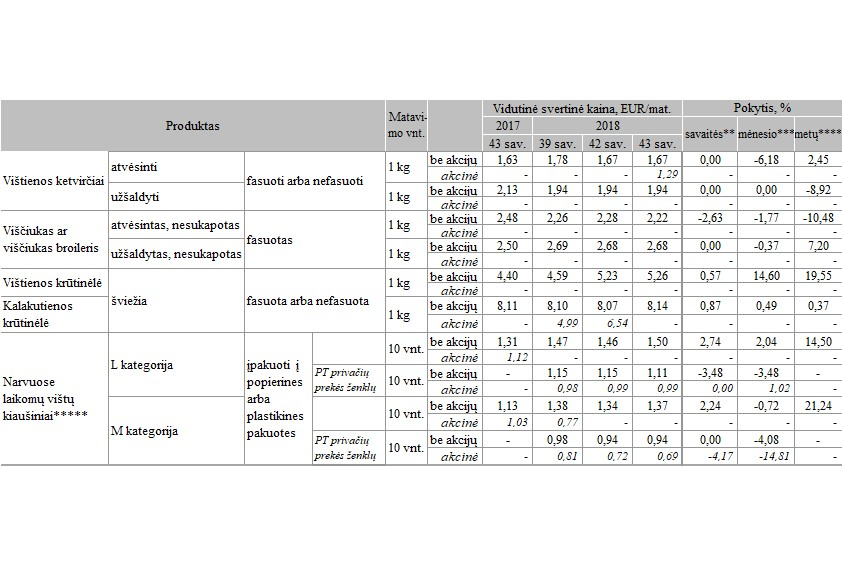 Produktas Matavi- Vidutinė svertinė kaina, EUR/mat. Pokytis, %
mo vnt. 2017 2018 savaitės** mėnesio*** metų****
43 sav. 39 sav. 42 sav. 43 sav.
Vištienos ketvirčiai atvėsinti fasuoti arba nefasuoti 1 kg be akcijų 1,63 1,78 1,67 1,67 0,00 -6,18 2,45
akcinė - - - 1,29 - - -
užšaldyti 1 kg be akcijų 2,13 1,94 1,94 1,94 0,00 0,00 -8,92
akcinė - - - - - - -
Viščiukas ar viščiukas broileris atvėsintas, nesukapotas fasuotas 1 kg be akcijų 2,48 2,26 2,28 2,22 -2,63 -1,77 -10,48
akcinė - - - - - - -
užšaldytas, nesukapotas 1 kg be akcijų 2,50 2,69 2,68 2,68 0,00 -0,37 7,20
akcinė - - - - - - -
Vištienos krūtinėlė šviežia fasuota arba nefasuota 1 kg be akcijų 4,40 4,59 5,23 5,26 0,57 14,60 19,55
akcinė - - - - - - -
Kalakutienos krūtinėlė 1 kg be akcijų 8,11 8,10 8,07 8,14 0,87 0,49 0,37
akcinė - 4,99 6,54 - - - -
Narvuose laikomų vištų kiaušiniai***** L kategorija įpakuoti į popierines arba plastikines pakuotes 10 vnt. be akcijų 1,31 1,47 1,46 1,50 2,74 2,04 14,50
akcinė 1,12 - - - - - -
PT privačių prekės ženklų 10 vnt. be akcijų - 1,15 1,15 1,11 -3,48 -3,48 -
akcinė - 0,98 0,99 0,99 0,00 1,02 -
M kategorija 10 vnt. be akcijų 1,13 1,38 1,34 1,37 2,24 -0,72 21,24
akcinė 1,03 0,77 - - - - -
PT privačių prekės ženklų 10 vnt. be akcijų - 0,98 0,94 0,94 0,00 -4,08 -
akcinė - 0,81 0,72 0,69 -4,17 -14,81 -